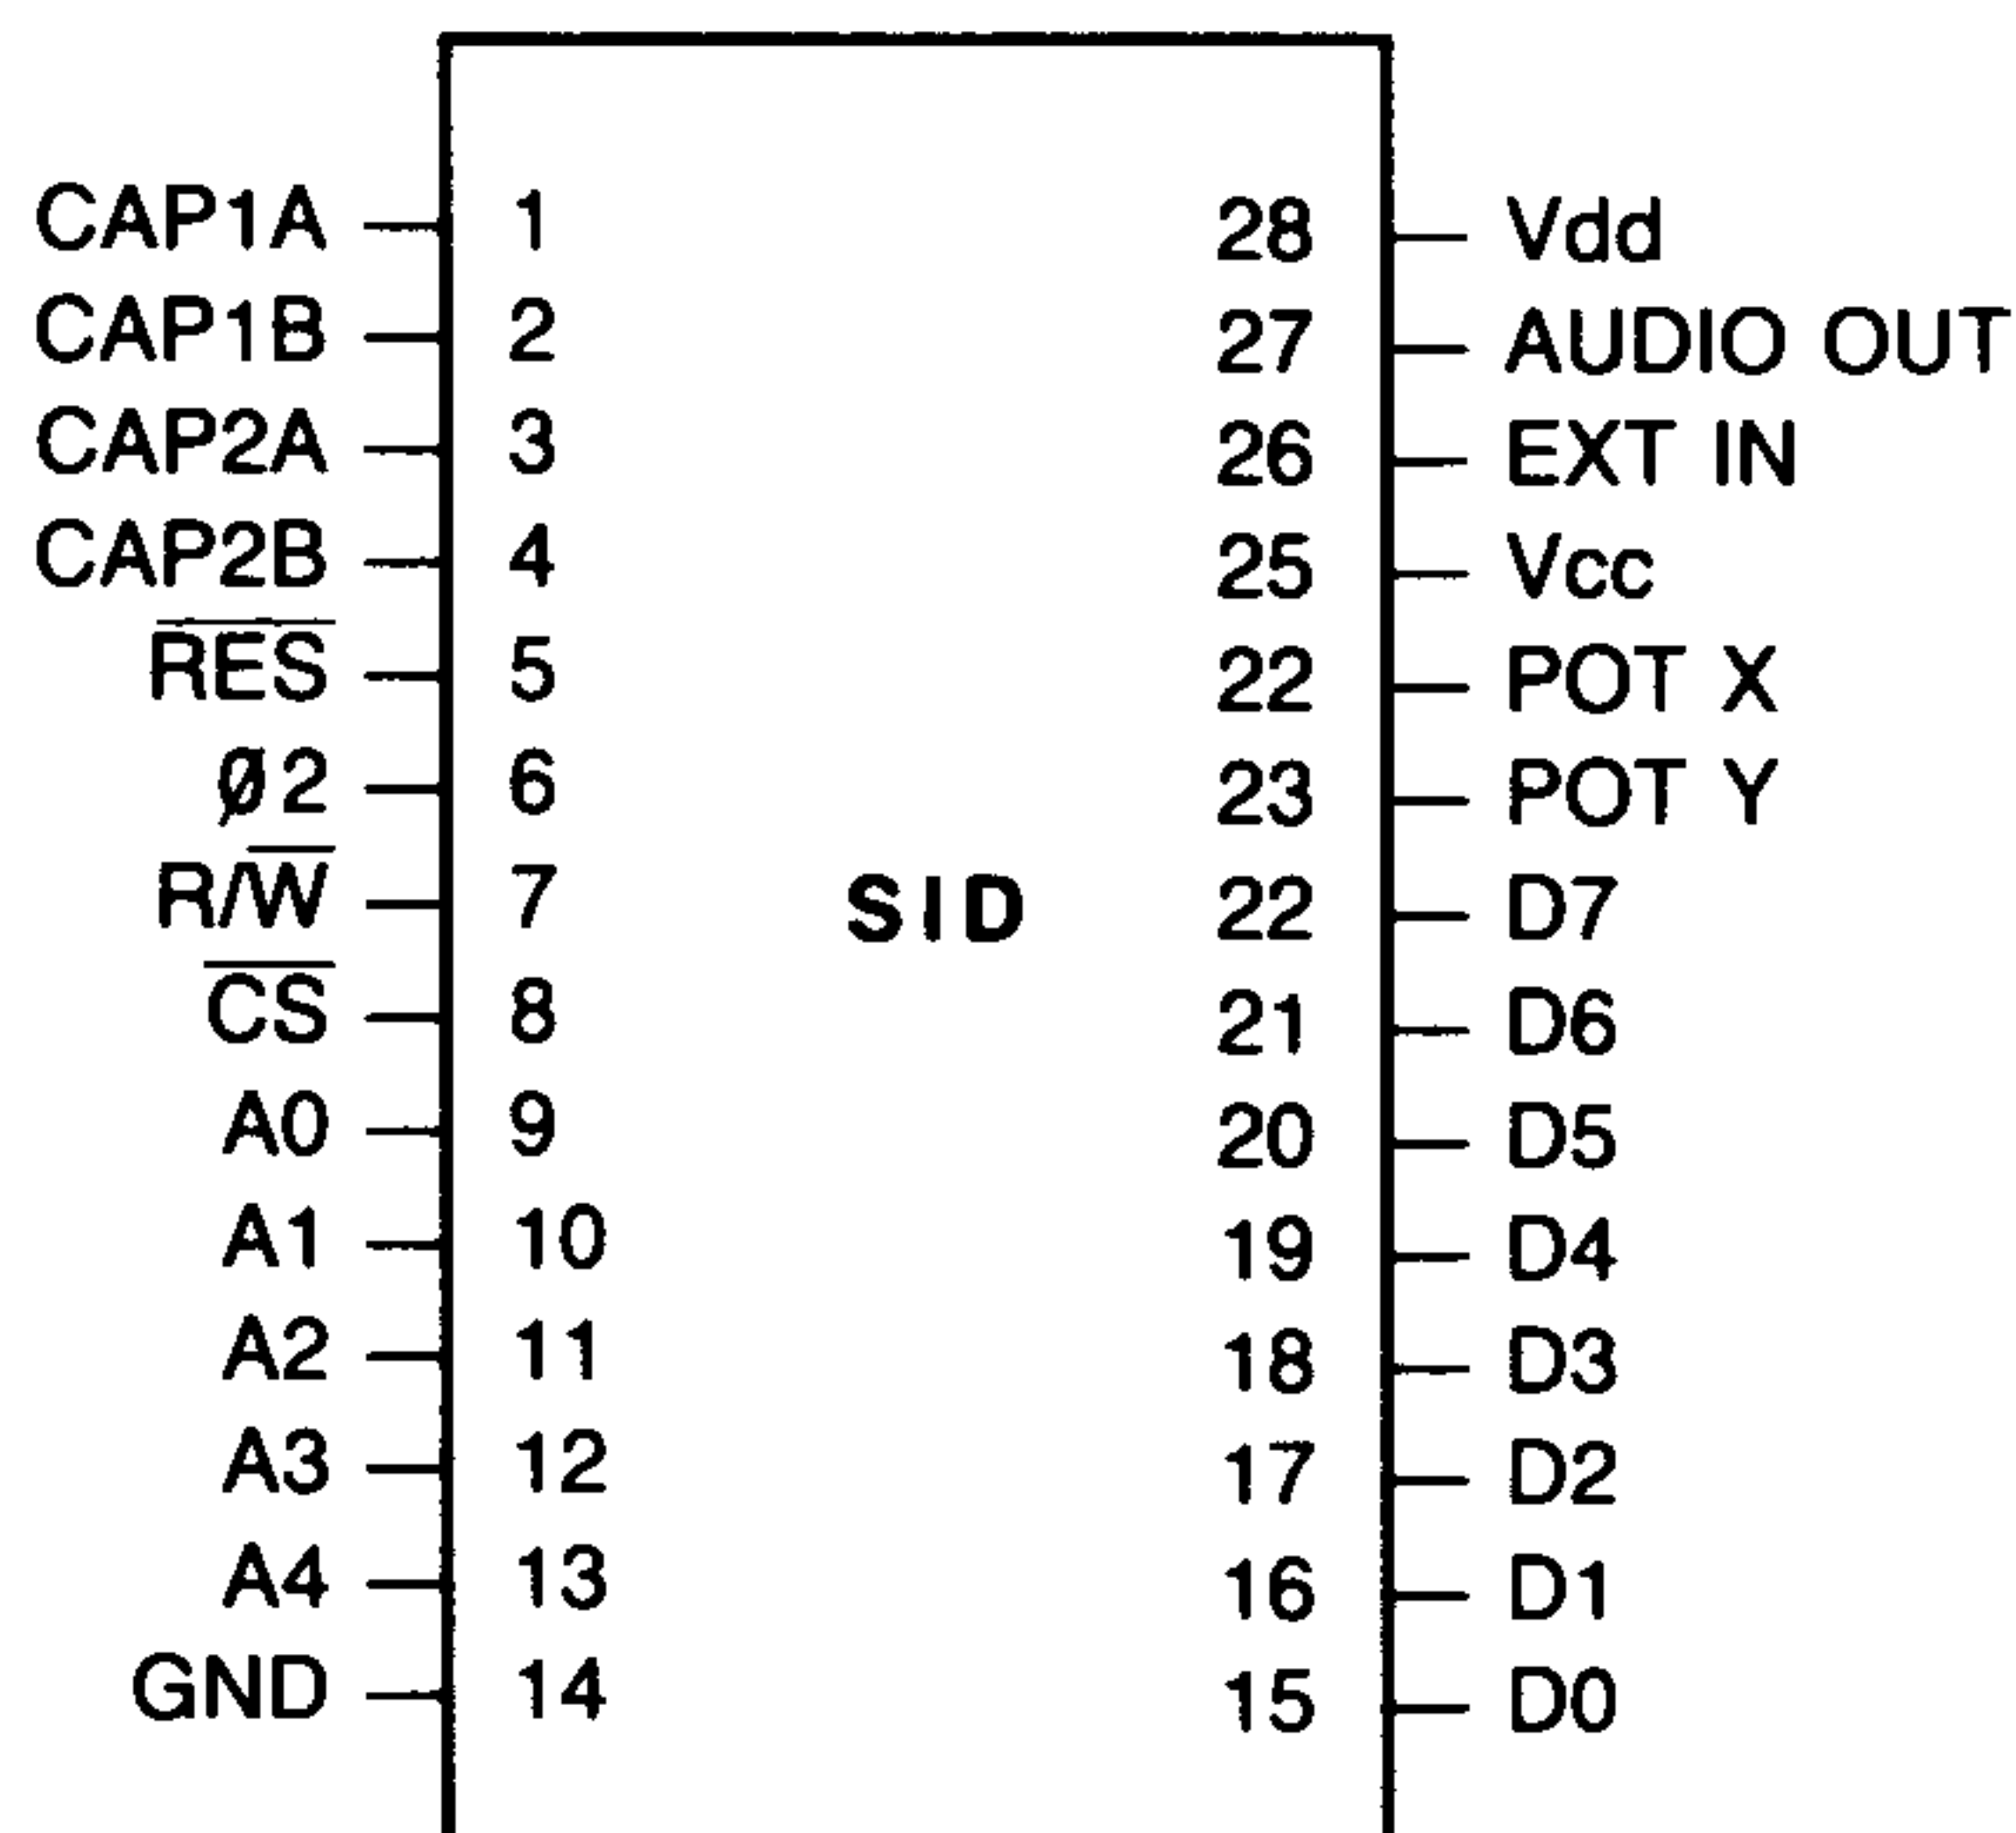 CAP1A 1 28 Vdd
CAP1B 2 27 AUDIO OUT
CAP2A 3 26 EXT IN
CAP2B 4 25 Vcc
R̅E̅S̅ 5 22 POT X
Ø2 6 23 POT Y
R/W̅ 7 SID 22 D7
C̅S̅ 8 21 D6
A0 9 20 D5
A1 10 19 D4
A2 11 18 D3
A3 12 17 D2
A4 13 16 D1
GND 14 15 D0